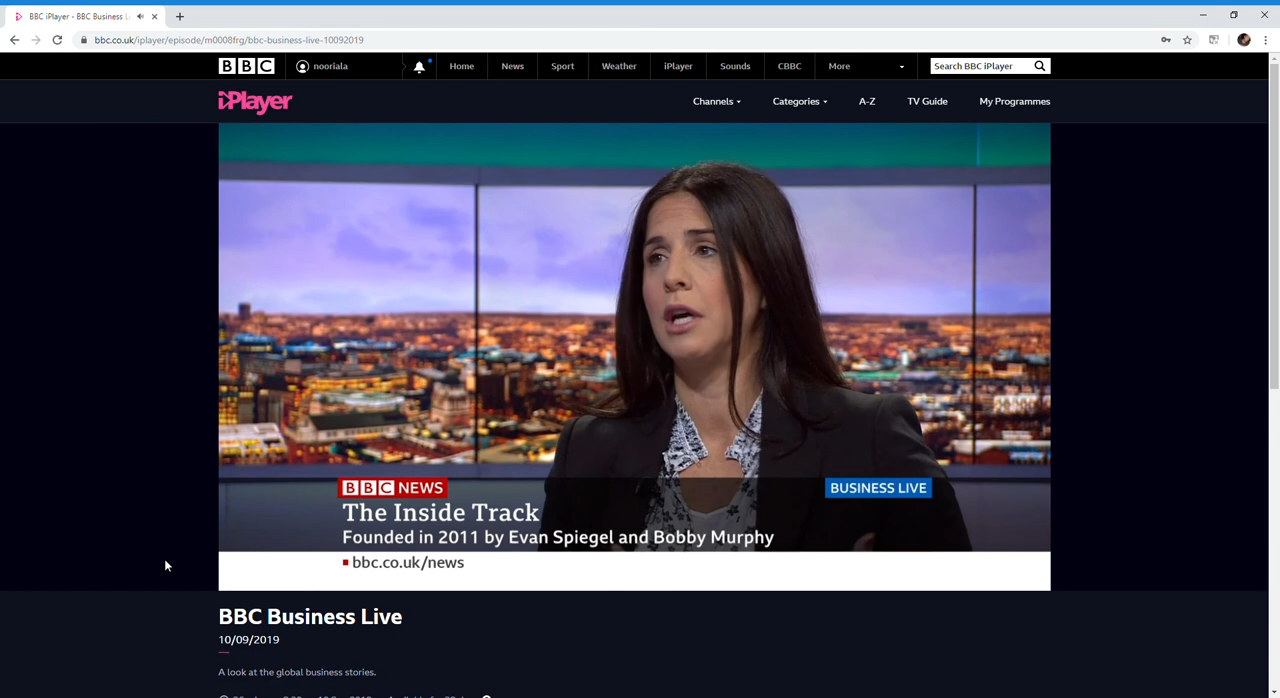 BBC iPlayer - BBC Business L
bbc.co.uk/iplayer/episode/m0008frg/bbc-business-live-10092019
BBC nooriala Home News Sport Weather iPlayer Sounds CBBC More Search BBC iPlayer
iPlayer Channels Categories A-Z TV Guide My Programmes
BBC NEWS BUSINESS LIVE
The Inside Track
Founded in 2011 by Evan Spiegel and Bobby Murphy
bbc.co.uk/news
BBC Business Live
10/09/2019
A look at the global business stories.